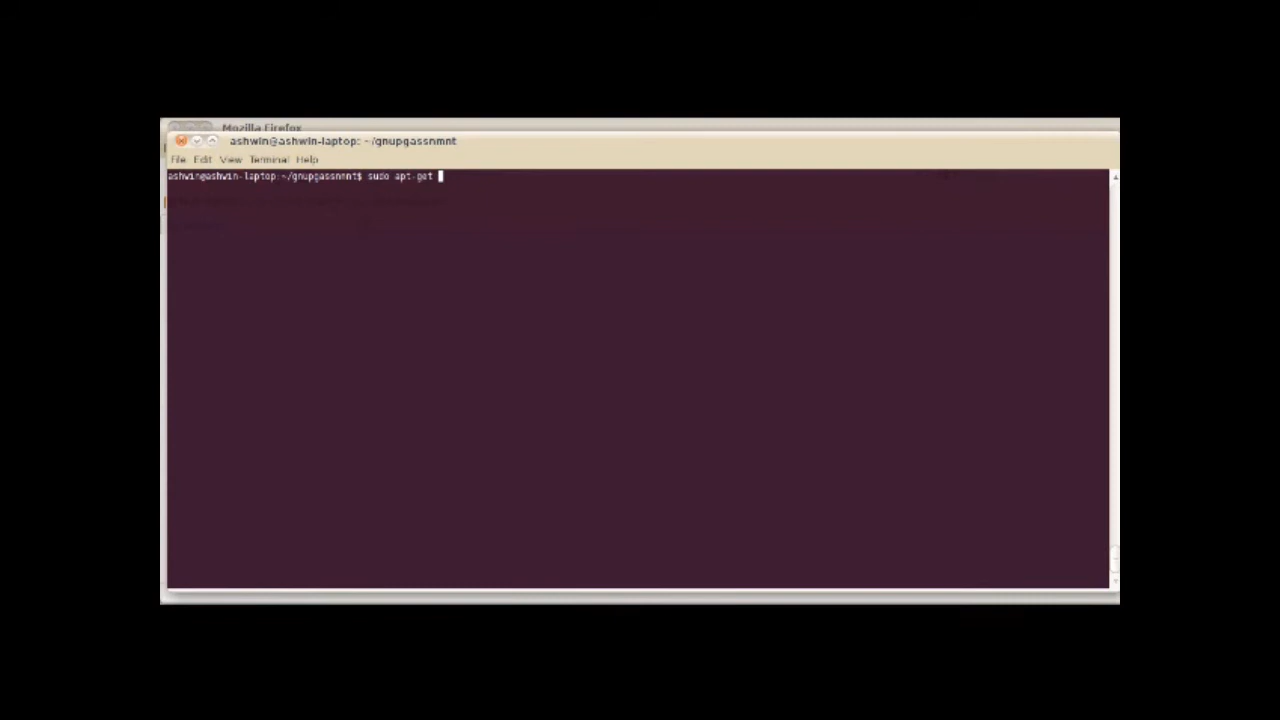 Mozilla Firefox
ashwin@ashwin-laptop: ~/gnupgassnmnt
File Edit View Terminal Help
ashwin@ashwin-laptop:~/gnupgassnmnt$ sudo apt-get